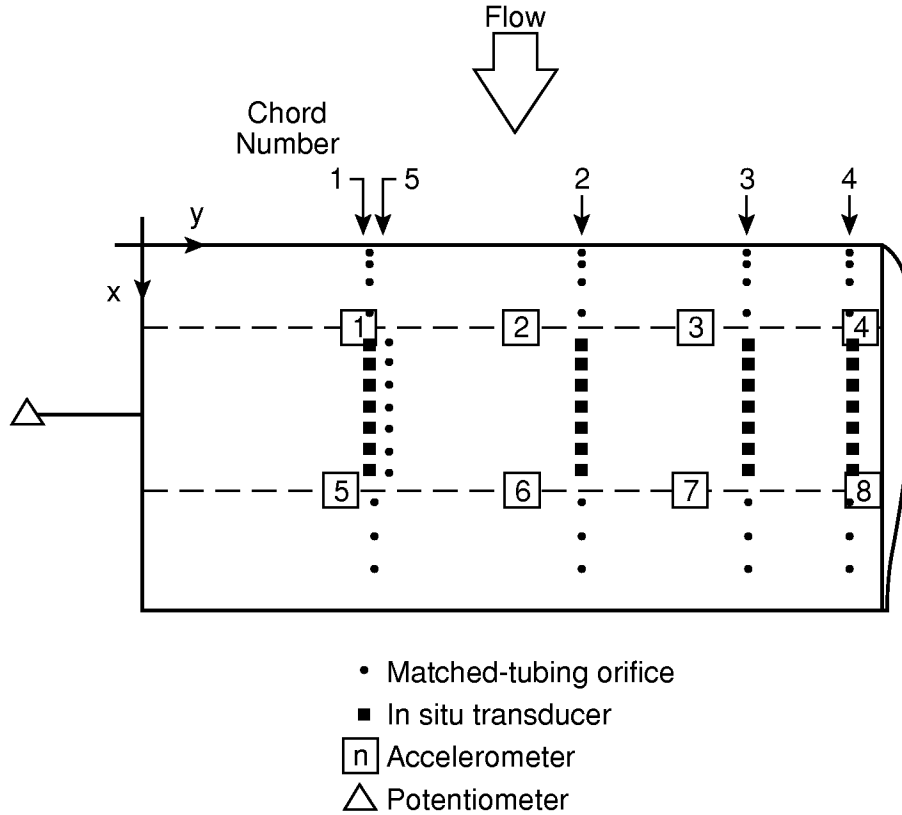 Flow
Chord
Number
1 5 2 3 4
y
x
1 2 3 4
5 6 7 8
Matched-tubing orifice
In situ transducer
n Accelerometer
Potentiometer